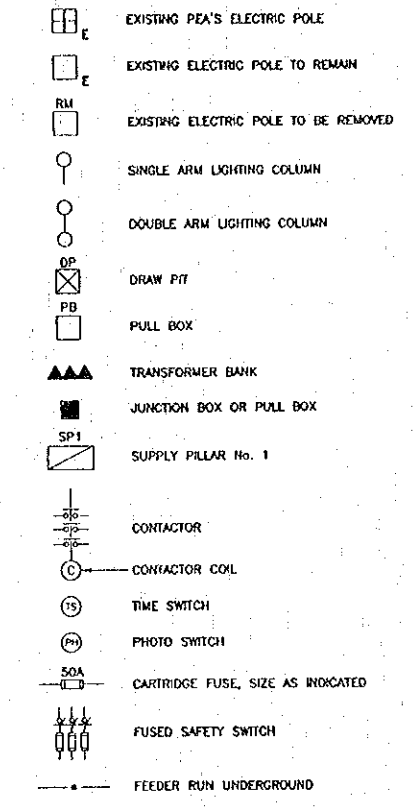 E EXISTING PEA'S ELECTRIC POLE
E EXISTING ELECTRIC POLE TO REMAIN
RM
EXISTING ELECTRIC POLE TO BE REMOVED
SINGLE ARM LIGHTING COLUMN
DOUBLE ARM LIGHTING COLUMN
DP
DRAW PIT
PB
PULL BOX
TRANSFORMER BANK
JUNCTION BOX OR PULL BOX
SP1
SUPPLY PILLAR No. 1
CONTACTOR
C CONTACTOR COIL
TS TIME SWITCH
PH PHOTO SWITCH
50A
CARTRIDGE FUSE, SIZE AS INDICATED
FUSED SAFETY SWITCH
FEEDER RUN UNDERGROUND